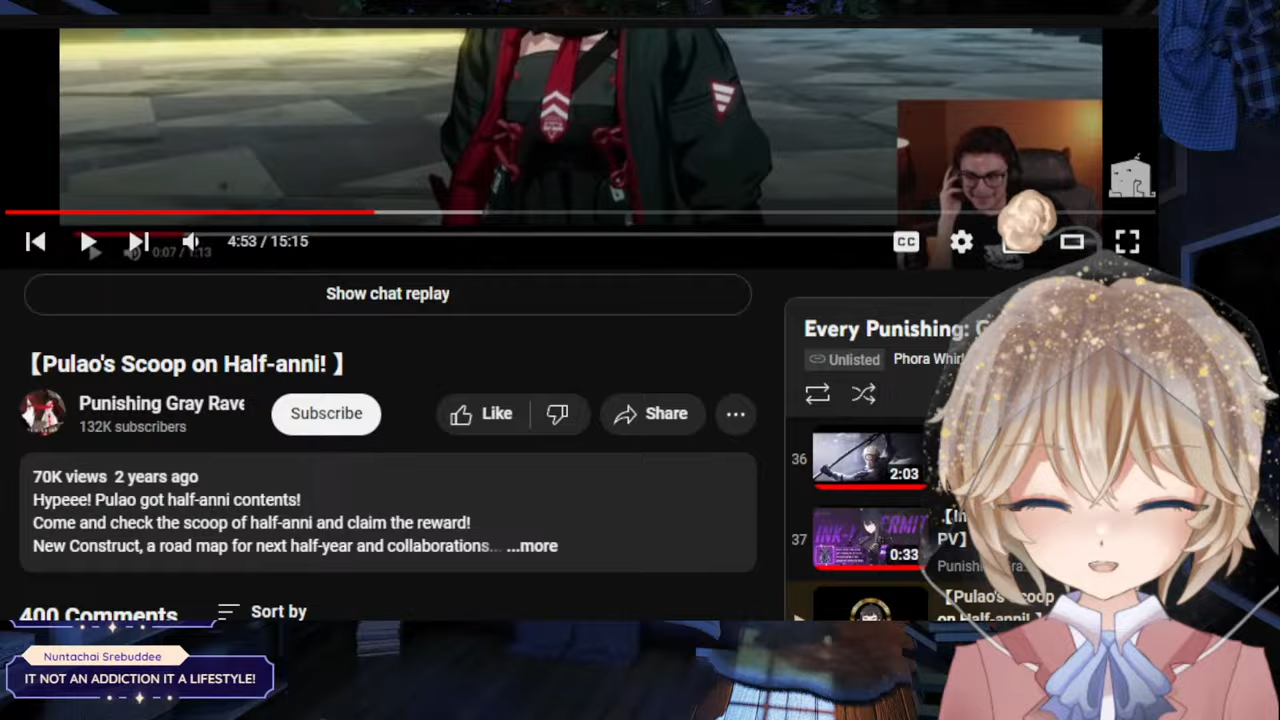 4:53 / 15:15
0:07 / 1:13
CC
Show chat replay
【Pulao's Scoop on Half-anni! 】
Punishing Gray Rave
132K subscribers
Subscribe
Like
Share
70K views 2 years ago
Hypeee! Pulao got half-anni contents!
Come and check the scoop of half-anni and claim the reward!
New Construct, a road map for next half-year and collaborations... ...more
400 Comments
Sort by
Every Punishing:
Unlisted
Phora Whirl
36
2:03
37
0:33
PV】
【Pulao's Scoop
on Half-anni! 】
Nuntachai Srebuddee
IT NOT AN ADDICTION IT A LIFESTYLE!